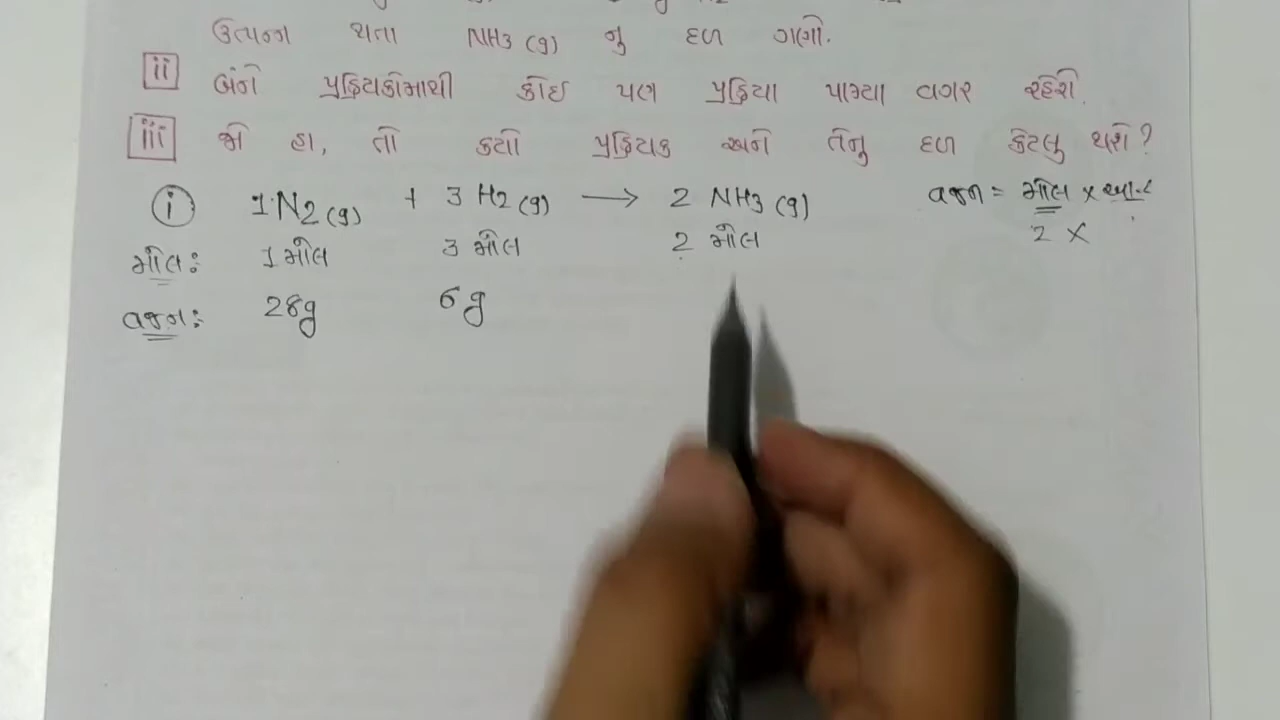 ઉત્પન્ન થતા NH3 (g) નુ દળ ગણો.
ii બંને પ્રક્રિયકોમાથી કોઈ પણ પ્રક્રિયા પામ્યા વગર રહેશે.
iii જો હા, તો કયો પ્રક્રિયક અને તેનુ દળ કેટલુ થશે?
i 1 N2 (g) + 3 H2 (g) → 2 NH3 (g) વજન = મોલ x આ.દ
મોલ: 1 મોલ 3 મોલ 2 મોલ 2 x
વજન: 28g 6 g